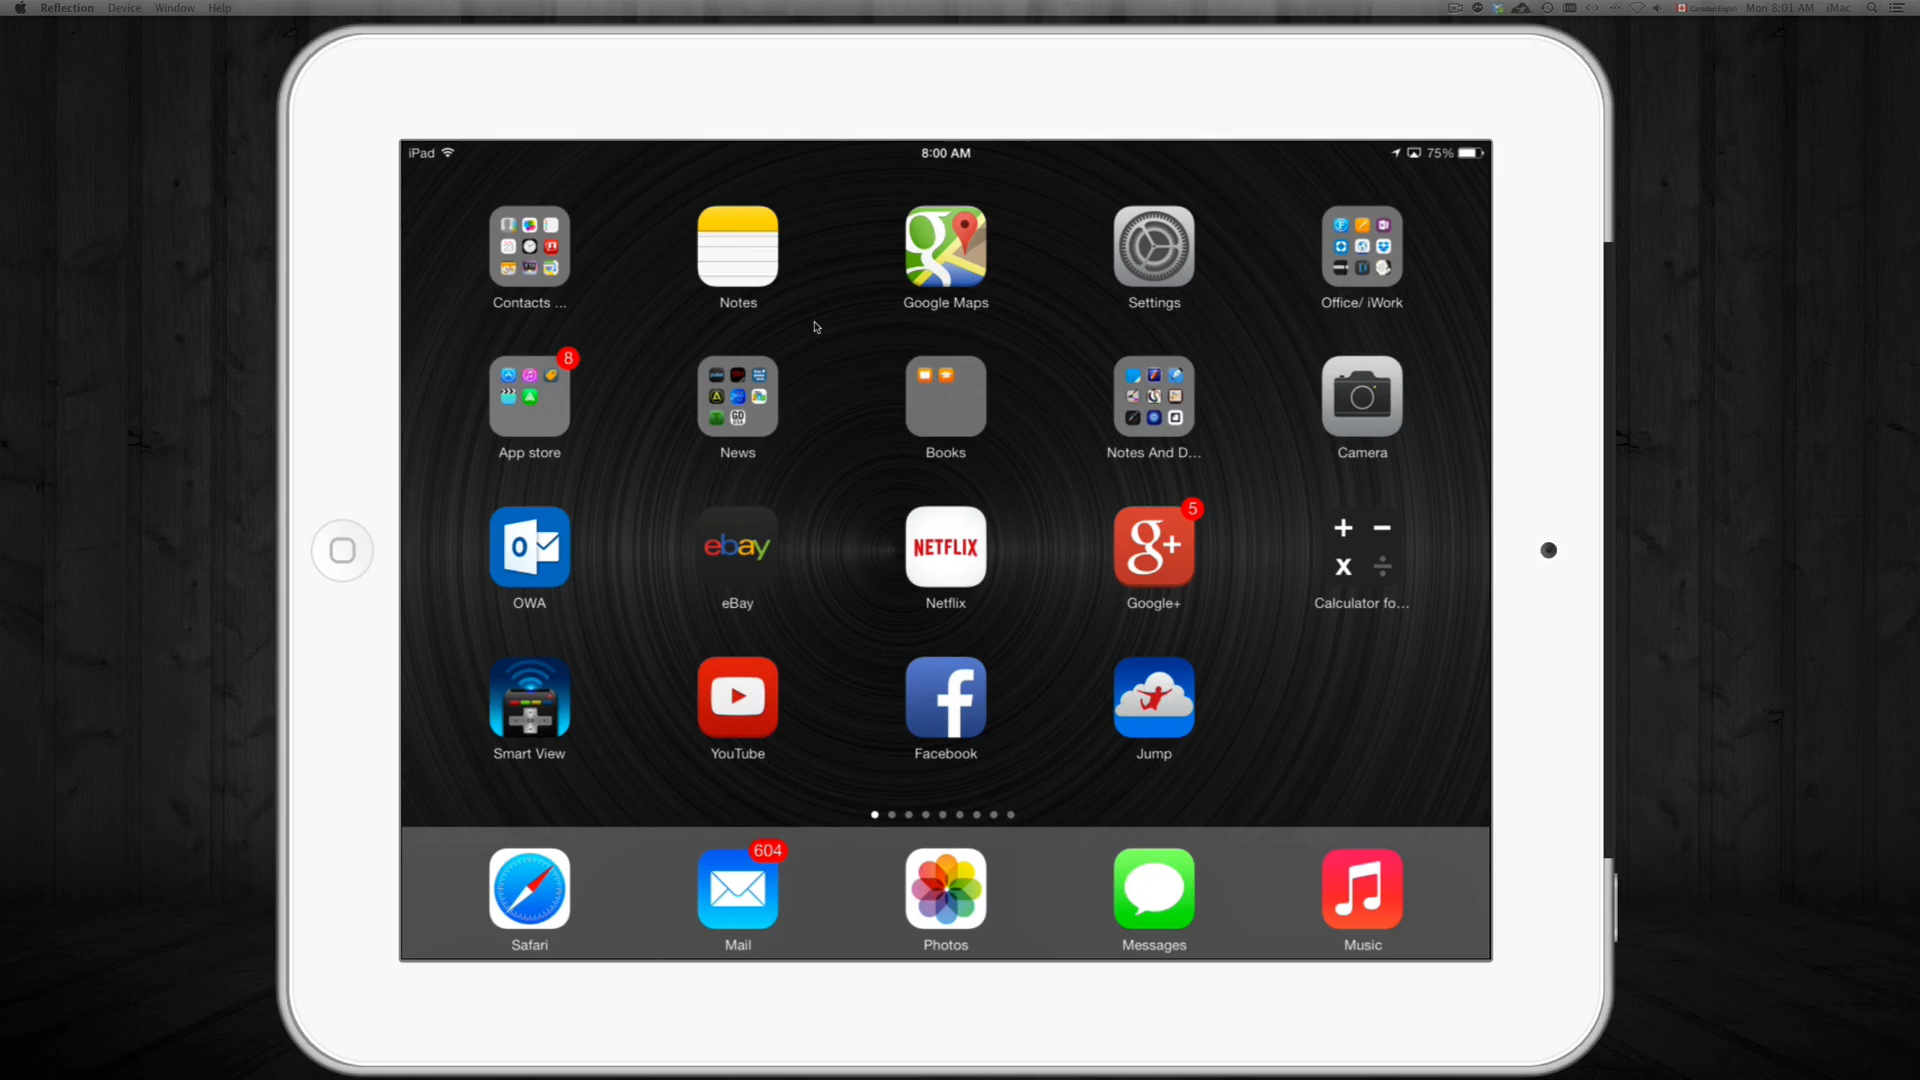 Reflection Device Window Help Canadian English Mon 8:01 AM iMac
iPad 8:00 AM 75%
Contacts ... Notes Google Maps Settings Office/ iWork
8
App store News Books Notes And D... Camera
O ebay NETFLIX g+ 5 + − x ÷
OWA eBay Netflix Google+ Calculator fo...
f
Smart View YouTube Facebook Jump
604
Safari Mail Photos Messages Music